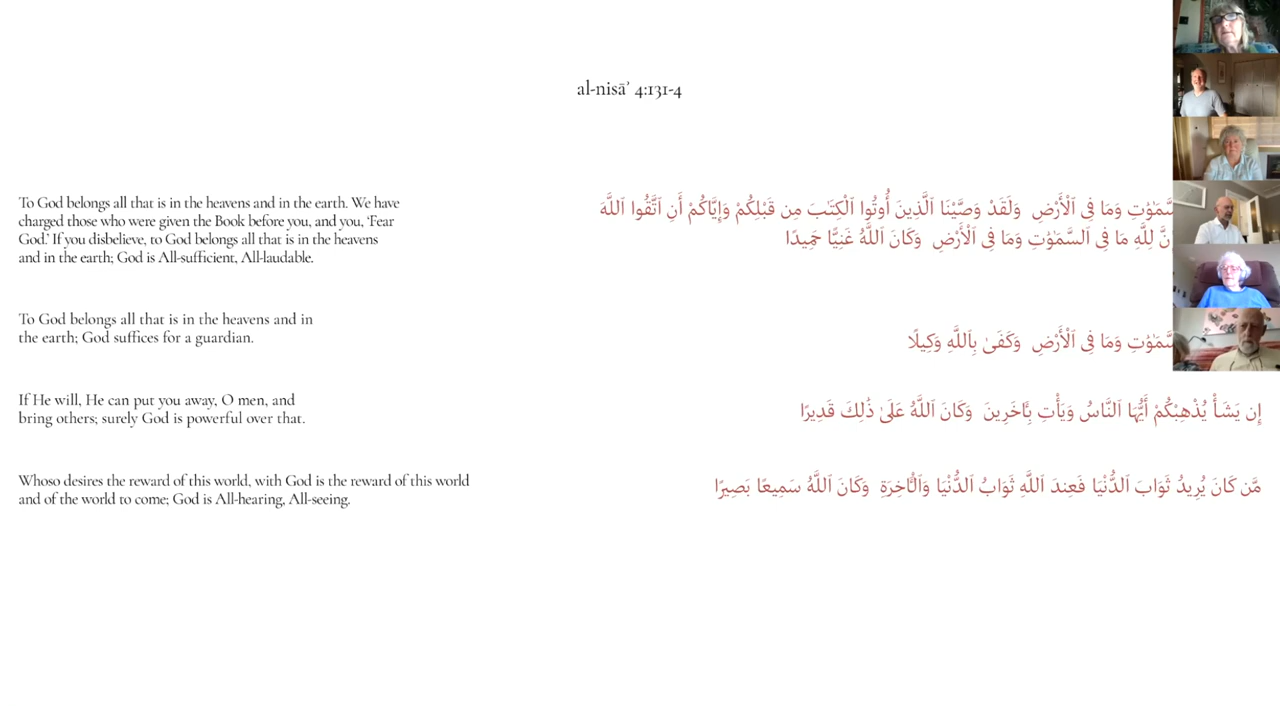 al-nisāʾ 4:131-4
To God belongs all that is in the heavens and in the earth. We have
charged those who were given the Book before you, and you, ‘Fear
God.’ If you disbelieve, to God belongs all that is in the heavens
and in the earth; God is All-sufficient, All-laudable.
سَّمَٰوَٰتِ وَمَا فِى ٱلْأَرْضِ وَلَقَدْ وَصَّيْنَا ٱلَّذِينَ أُوتُوا ٱلْكِتَٰبَ مِن قَبْلِكُمْ وَإِيَّاكُمْ أَنِ ٱتَّقُوا ٱللَّهَ
نَّ لِلَّهِ مَا فِى ٱلسَّمَٰوَٰتِ وَمَا فِى ٱلْأَرْضِ وَكَانَ ٱللَّهُ غَنِيًّا حَمِيدًا
To God belongs all that is in the heavens and in
the earth; God suffices for a guardian.
سَّمَٰوَٰتِ وَمَا فِى ٱلْأَرْضِ وَكَفَىٰ بِٱللَّهِ وَكِيلًا
If He will, He can put you away, O men, and
bring others; surely God is powerful over that.
إِن يَشَأْ يُذْهِبْكُمْ أَيُّهَا ٱلنَّاسُ وَيَأْتِ بِـَٔاخَرِينَ وَكَانَ ٱللَّهُ عَلَىٰ ذَٰلِكَ قَدِيرًا
Whoso desires the reward of this world, with God is the reward of this world
and of the world to come; God is All-hearing, All-seeing.
مَّن كَانَ يُرِيدُ ثَوَابَ ٱلدُّنْيَا فَعِندَ ٱللَّهِ ثَوَابُ ٱلدُّنْيَا وَٱلْـَٔاخِرَةِ وَكَانَ ٱللَّهُ سَمِيعًا بَصِيرًا